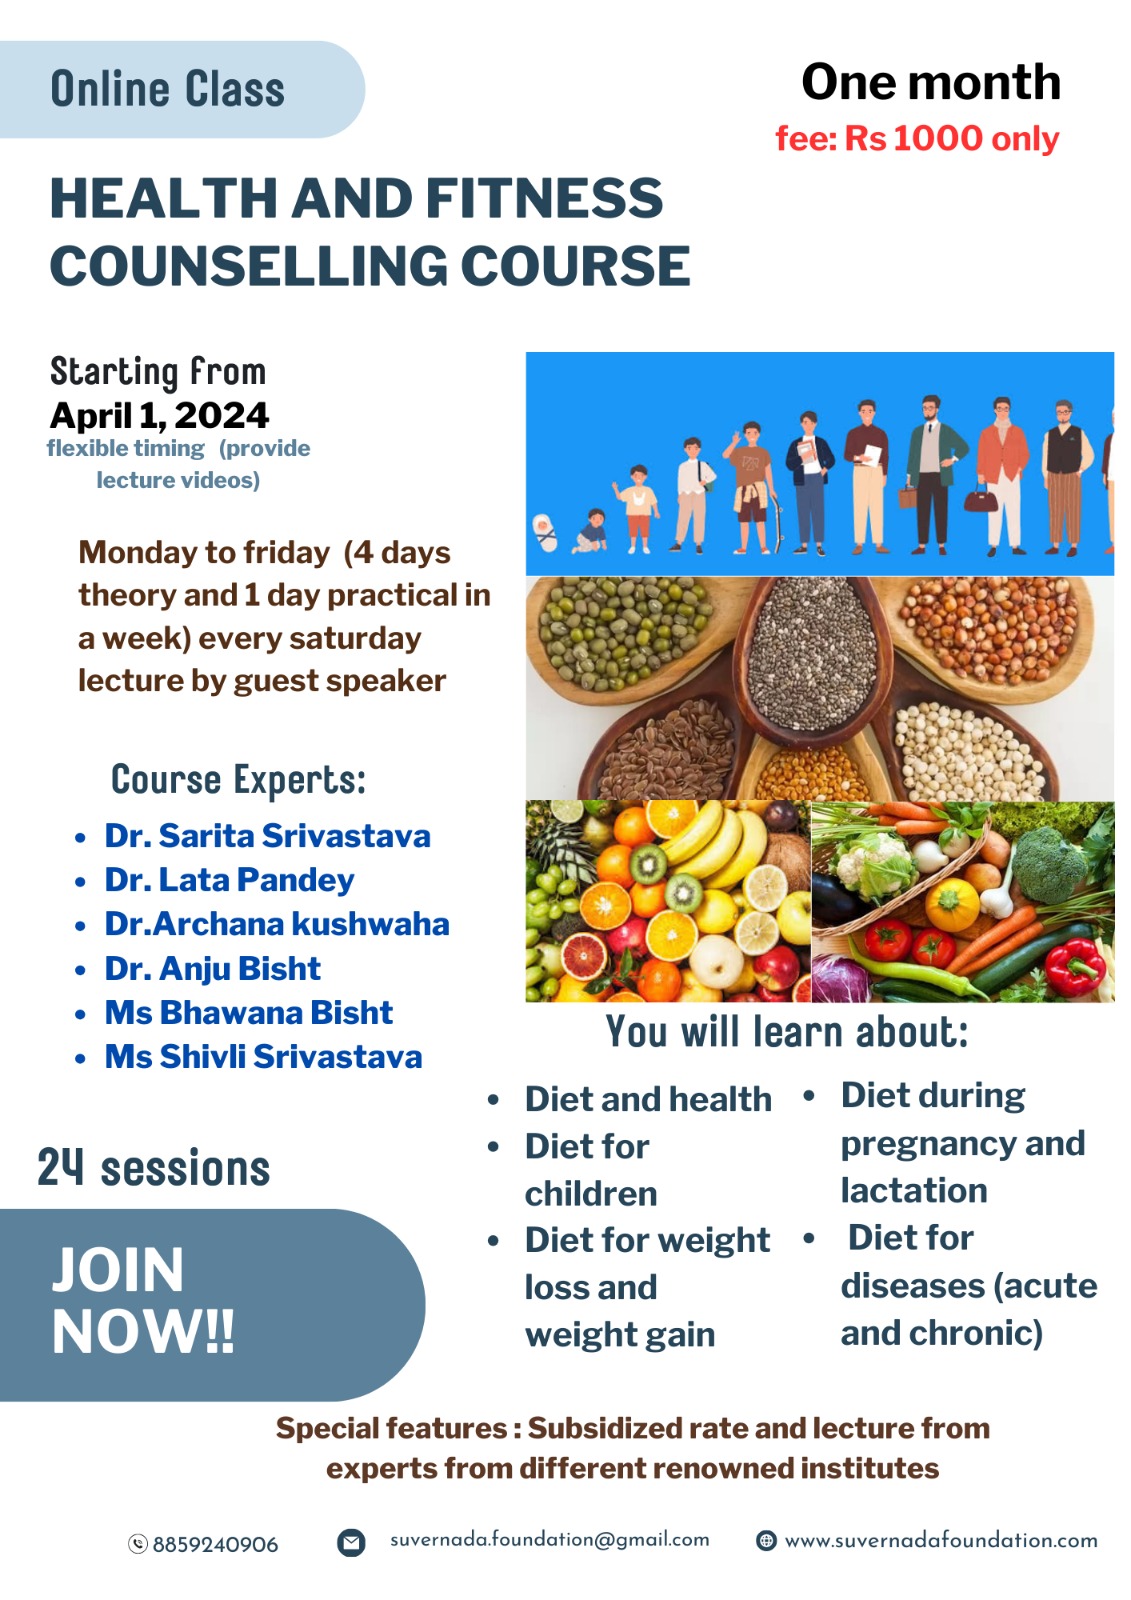 Online Class
One month
fee: Rs 1000 only
HEALTH AND FITNESS
COUNSELLING COURSE
Starting from
April 1, 2024
flexible timing (provide
lecture videos)
Monday to friday (4 days
theory and 1 day practical in
a week) every saturday
lecture by guest speaker
Course Experts:
• Dr. Sarita Srivastava
• Dr. Lata Pandey
• Dr.Archana kushwaha
• Dr. Anju Bisht
• Ms Bhawana Bisht
• Ms Shivli Srivastava
24 sessions
JOIN
NOW!!
You will learn about:
• Diet and health
• Diet for
children
• Diet for weight
loss and
weight gain
• Diet during
pregnancy and
lactation
• Diet for
diseases (acute
and chronic)
Special features : Subsidized rate and lecture from
experts from different renowned institutes
8859240906
suvernada.foundation@gmail.com
www.suvernadafoundation.com